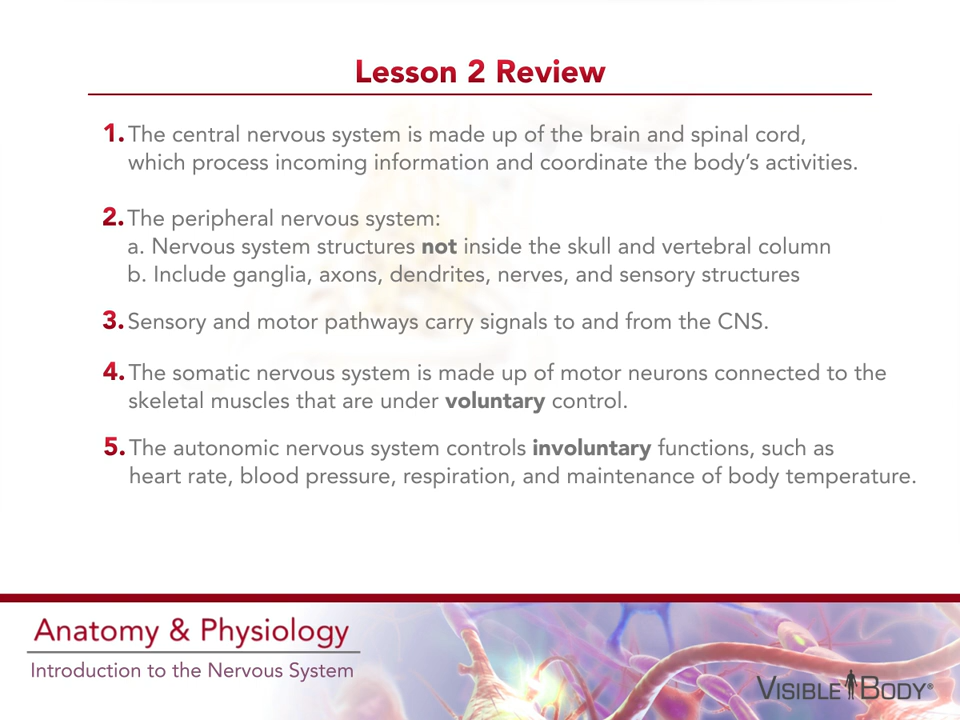 Lesson 2 Review
1. The central nervous system is made up of the brain and spinal cord,
which process incoming information and coordinate the body's activities.
2. The peripheral nervous system:
a. Nervous system structures not inside the skull and vertebral column
b. Include ganglia, axons, dendrites, nerves, and sensory structures
3. Sensory and motor pathways carry signals to and from the CNS.
4. The somatic nervous system is made up of motor neurons connected to the
skeletal muscles that are under voluntary control.
5. The autonomic nervous system controls involuntary functions, such as
heart rate, blood pressure, respiration, and maintenance of body temperature.
Anatomy & Physiology
Introduction to the Nervous System
VISIBLE BODY®